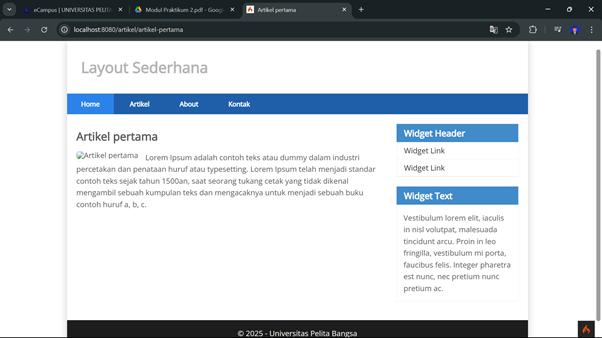 eCampus | UNIVERSITAS PELITA
Modul Praktikum 2.pdf - Goog
Artikel pertama
localhost:8080/artikel/artikel-pertama
Layout Sederhana
Home Artikel About Kontak
Artikel pertama
Artikel pertama Lorem Ipsum adalah contoh teks atau dummy dalam industri
percetakan dan penataan huruf atau typesetting. Lorem Ipsum telah menjadi standar
contoh teks sejak tahun 1500an, saat seorang tukang cetak yang tidak dikenal
mengambil sebuah kumpulan teks dan mengacaknya untuk menjadi sebuah buku
contoh huruf a, b, c.
Widget Header
Widget Link
Widget Link
Widget Text
Vestibulum lorem elit, iaculis
in nisl volutpat, malesuada
tincidunt arcu. Proin in leo
fringilla, vestibulum mi porta,
faucibus felis. Integer pharetra
est nunc, nec pretium nunc
pretium ac.
© 2025 - Universitas Pelita Bangsa